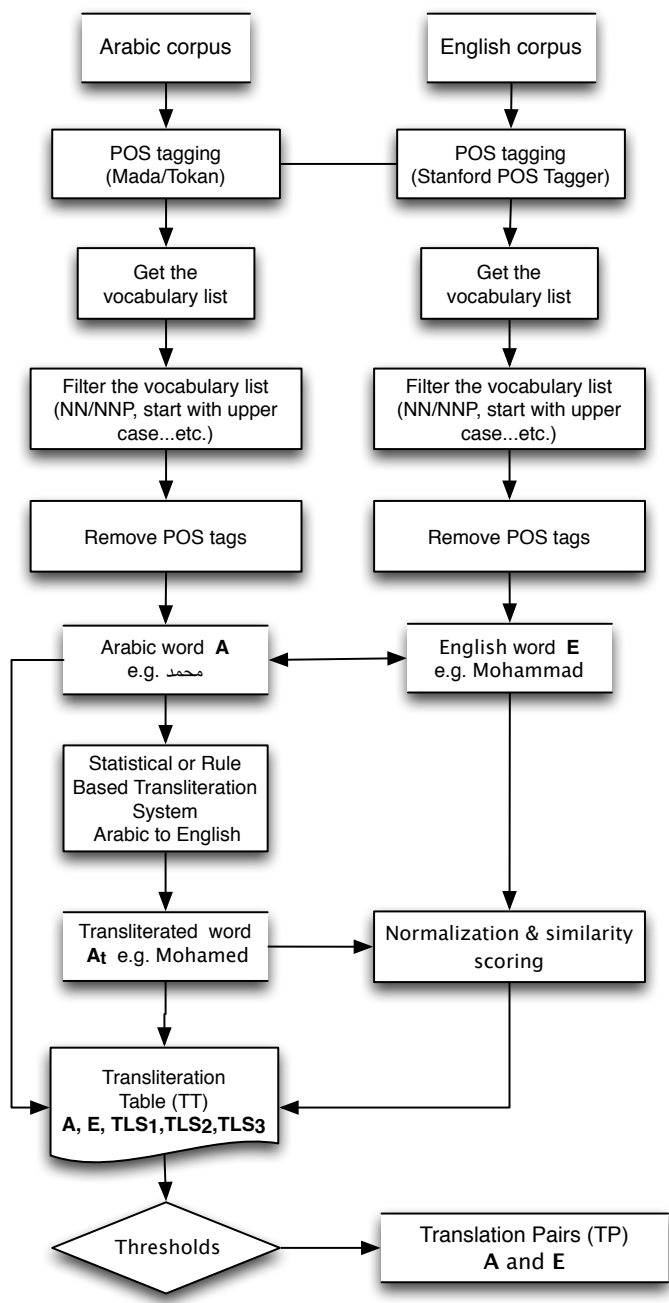 Arabic corpus
English corpus
POS tagging
(Mada/Tokan)
POS tagging
(Stanford POS Tagger)
Get the
vocabulary list
Get the
vocabulary list
Filter the vocabulary list
(NN/NNP, start with upper
case...etc.)
Filter the vocabulary list
(NN/NNP, start with upper
case...etc.)
Remove POS tags
Remove POS tags
Arabic word A
e.g. محمد
English word E
e.g. Mohammad
Statistical or Rule
Based Transliteration
System
Arabic to English
Transliterated word
At e.g. Mohamed
Normalization & similarity
scoring
Transliteration
Table (TT)
A, E, TLS1,TLS2,TLS3
Thresholds
Translation Pairs (TP)
A and E